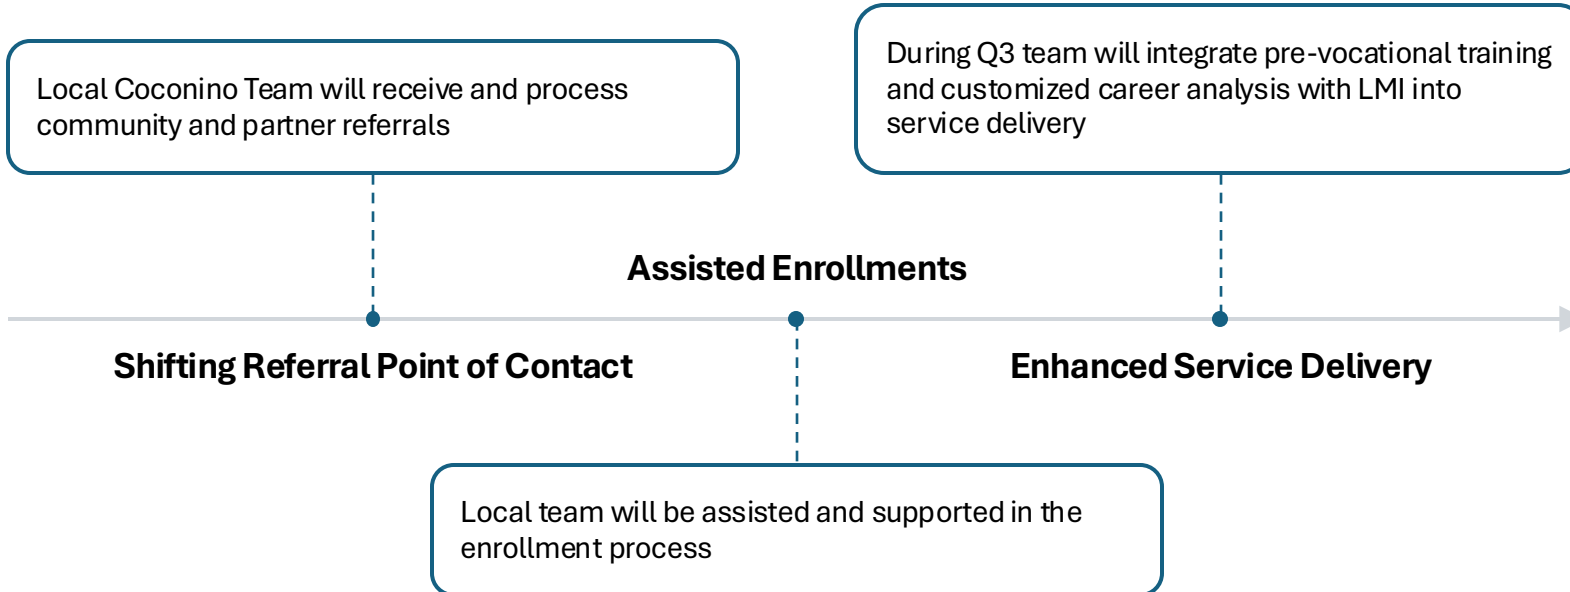 Local Coconino Team will receive and process
community and partner referrals
During Q3 team will integrate pre-vocational training
and customized career analysis with LMI into
service delivery
Assisted Enrollments
Shifting Referral Point of Contact
Enhanced Service Delivery
Local team will be assisted and supported in the
enrollment process